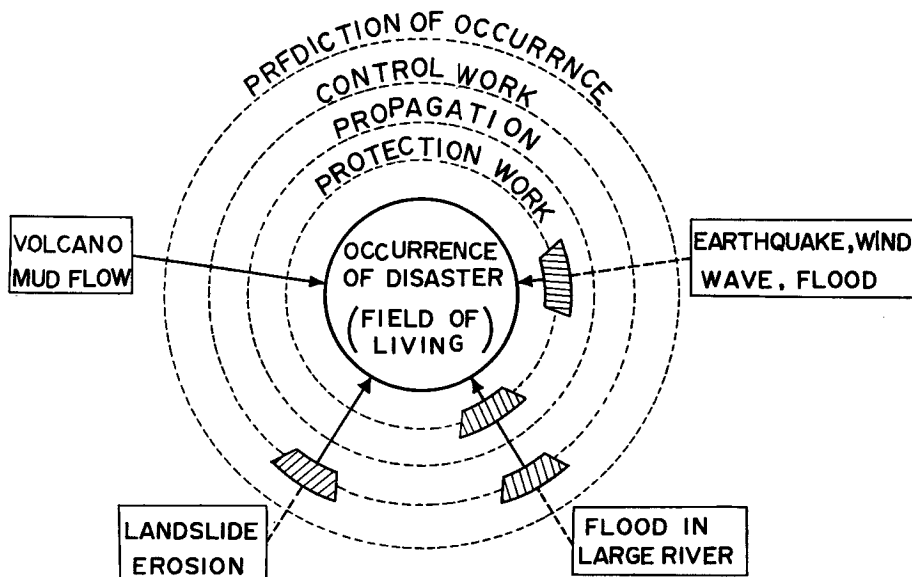 PRFDICTION OF OCCURRNCE
CONTROL WORK
PROPAGATION
PROTECTION WORK
OCCURRENCE
OF DISASTER
(FIELD OF
LIVING)
VOLCANO
MUD FLOW
EARTHQUAKE, WIND
WAVE, FLOOD
LANDSLIDE
EROSION
FLOOD IN
LARGE RIVER